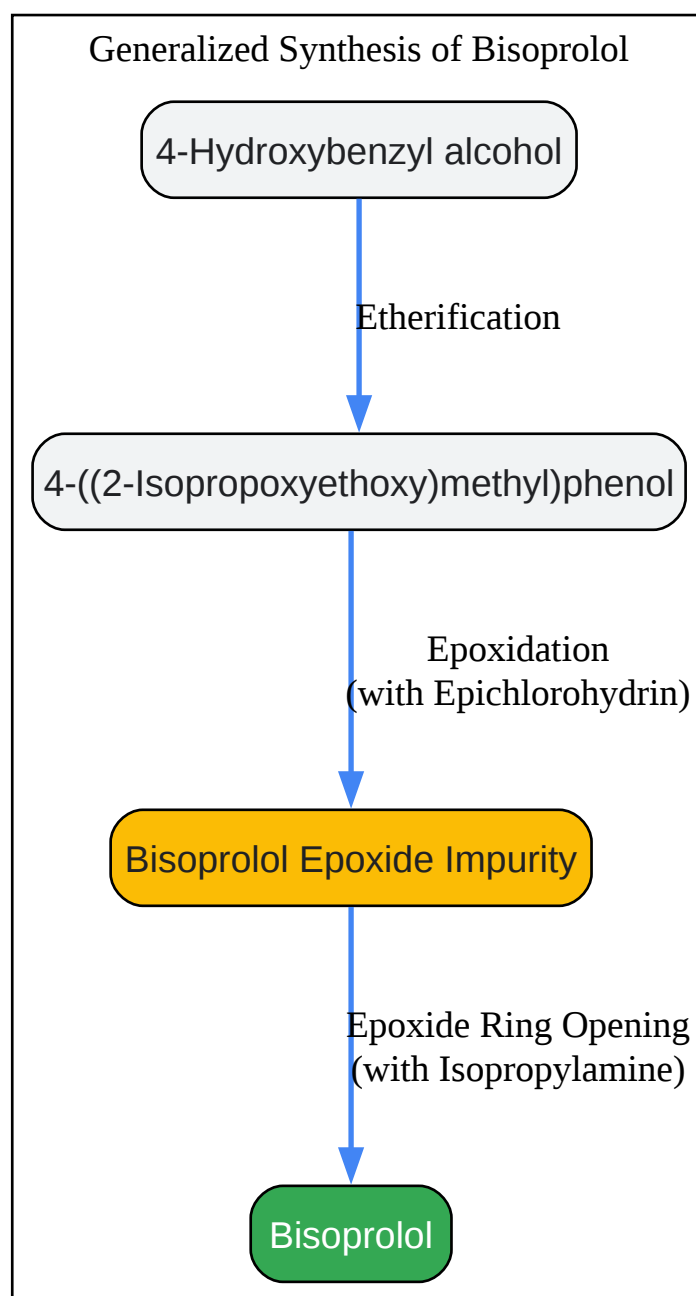 Generalized Synthesis of Bisoprolol
4-Hydroxybenzyl alcohol
Etherification
4-((2-Isopropoxyethoxy)methyl)phenol
Epoxidation
(with Epichlorohydrin)
Bisoprolol Epoxide Impurity
Epoxide Ring Opening
(with Isopropylamine)
Bisoprolol